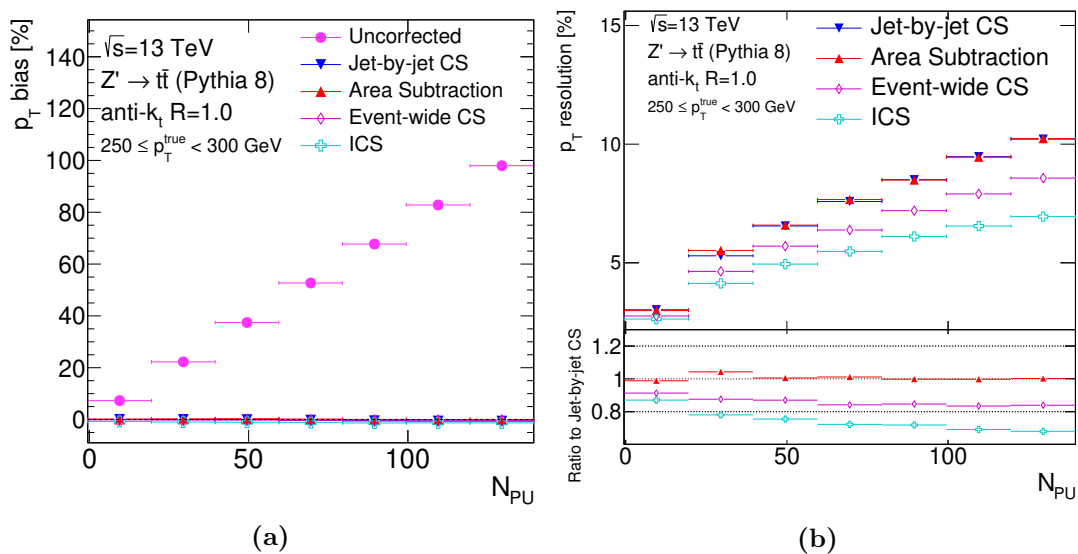 p_T bias [%]
140
120
100
80
60
40
20
0
√s=13 TeV
Z' → tt̄ (Pythia 8)
anti-k_t R=1.0
250 ≤ p_T^true < 300 GeV
Uncorrected
Jet-by-jet CS
Area Subtraction
Event-wide CS
ICS
0 50 100
N_PU
(a)
p_T resolution [%]
15
10
5
√s=13 TeV
Z' → tt̄ (Pythia 8)
anti-k_t R=1.0
250 ≤ p_T^true < 300 GeV
Jet-by-jet CS
Area Subtraction
Event-wide CS
ICS
Ratio to Jet-by-jet CS
1.2
1
0.8
0 50 100
N_PU
(b)